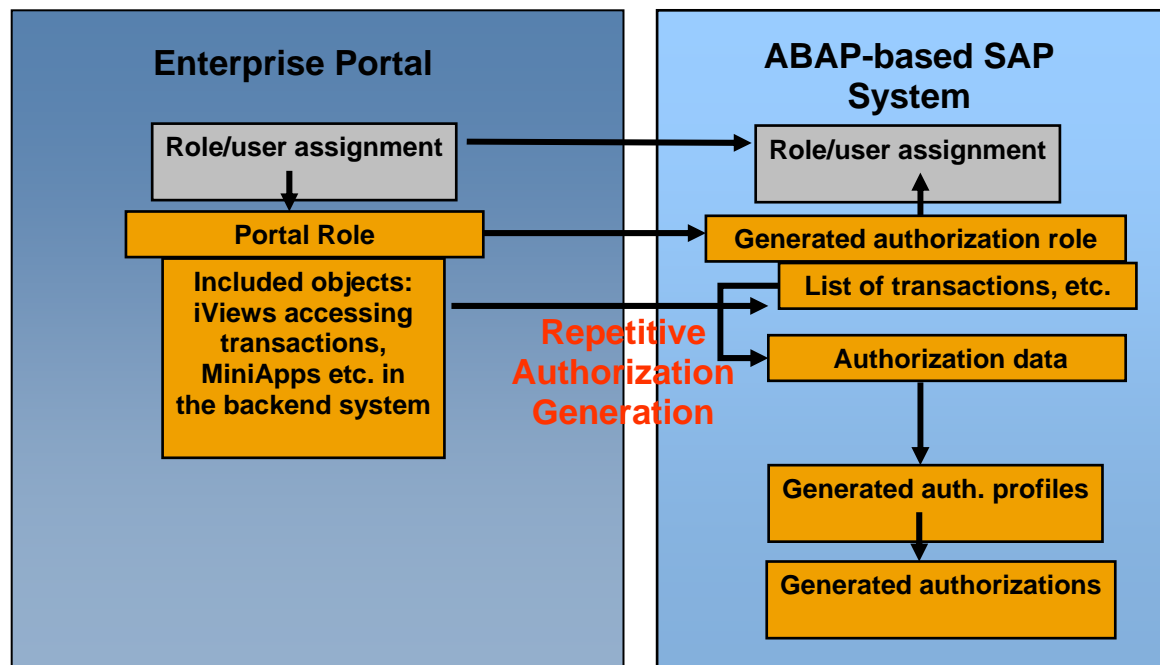 Enterprise Portal
Role/user assignment
Portal Role
Included objects:
iViews accessing
transactions,
MiniApps etc. in
the backend system
Repetitive
Authorization
Generation
ABAP-based SAP
System
Role/user assignment
Generated authorization role
List of transactions, etc.
Authorization data
Generated auth. profiles
Generated authorizations